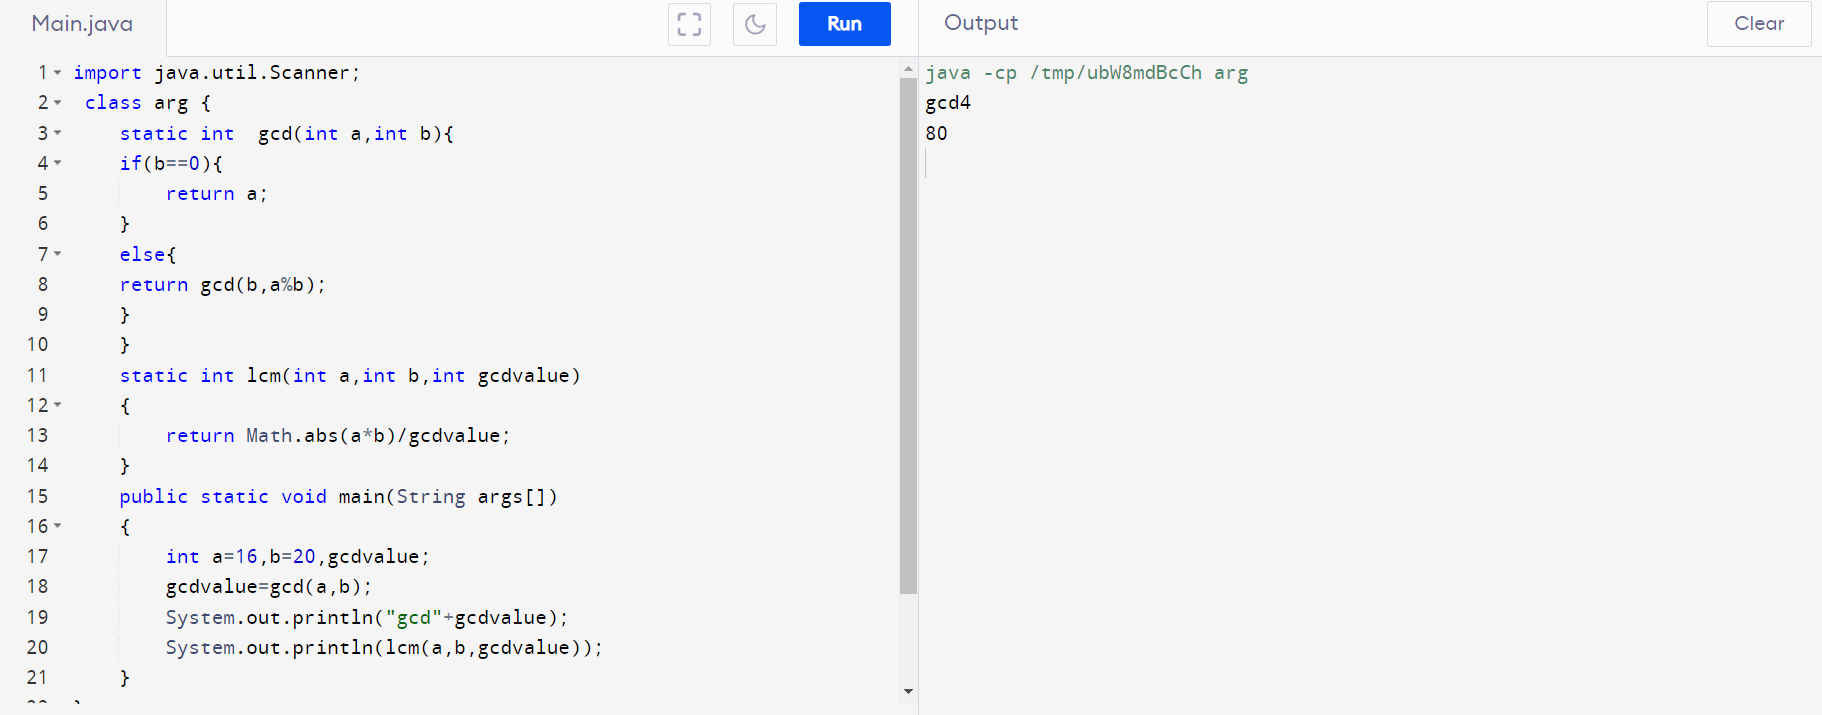 Main.java
Run
Output
Clear
1 import java.util.Scanner;
2 class arg {
3 static int  gcd(int a,int b){
4 if(b==0){
5 return a;
6 }
7 else{
8 return gcd(b,a%b);
9 }
10 }
11 static int lcm(int a,int b,int gcdvalue)
12 {
13 return Math.abs(a*b)/gcdvalue;
14 }
15 public static void main(String args[])
16 {
17 int a=16,b=20,gcdvalue;
18 gcdvalue=gcd(a,b);
19 System.out.println("gcd"+gcdvalue);
20 System.out.println(lcm(a,b,gcdvalue));
21 }
java -cp /tmp/ubW8mdBcCh arg
gcd4
80